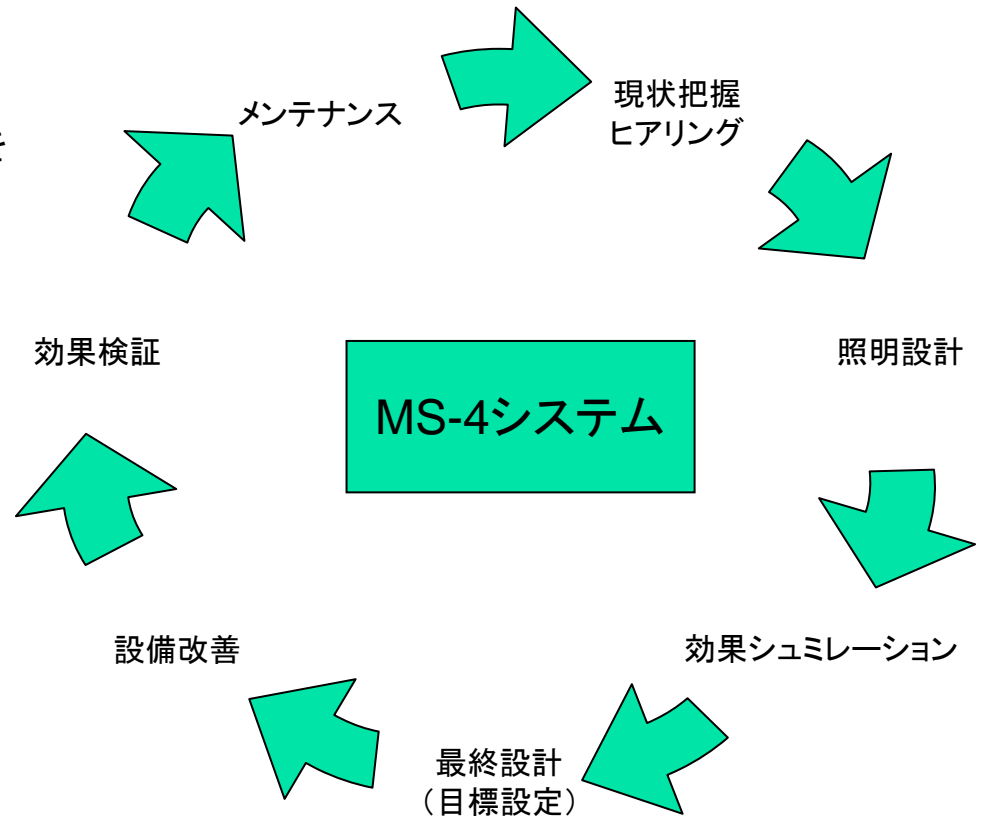 メンテナンス
現状把握
ヒアリング
を
効果検証
照明設計
MS-4システム
設備改善
効果シュミレーション
最終設計
（目標設定）